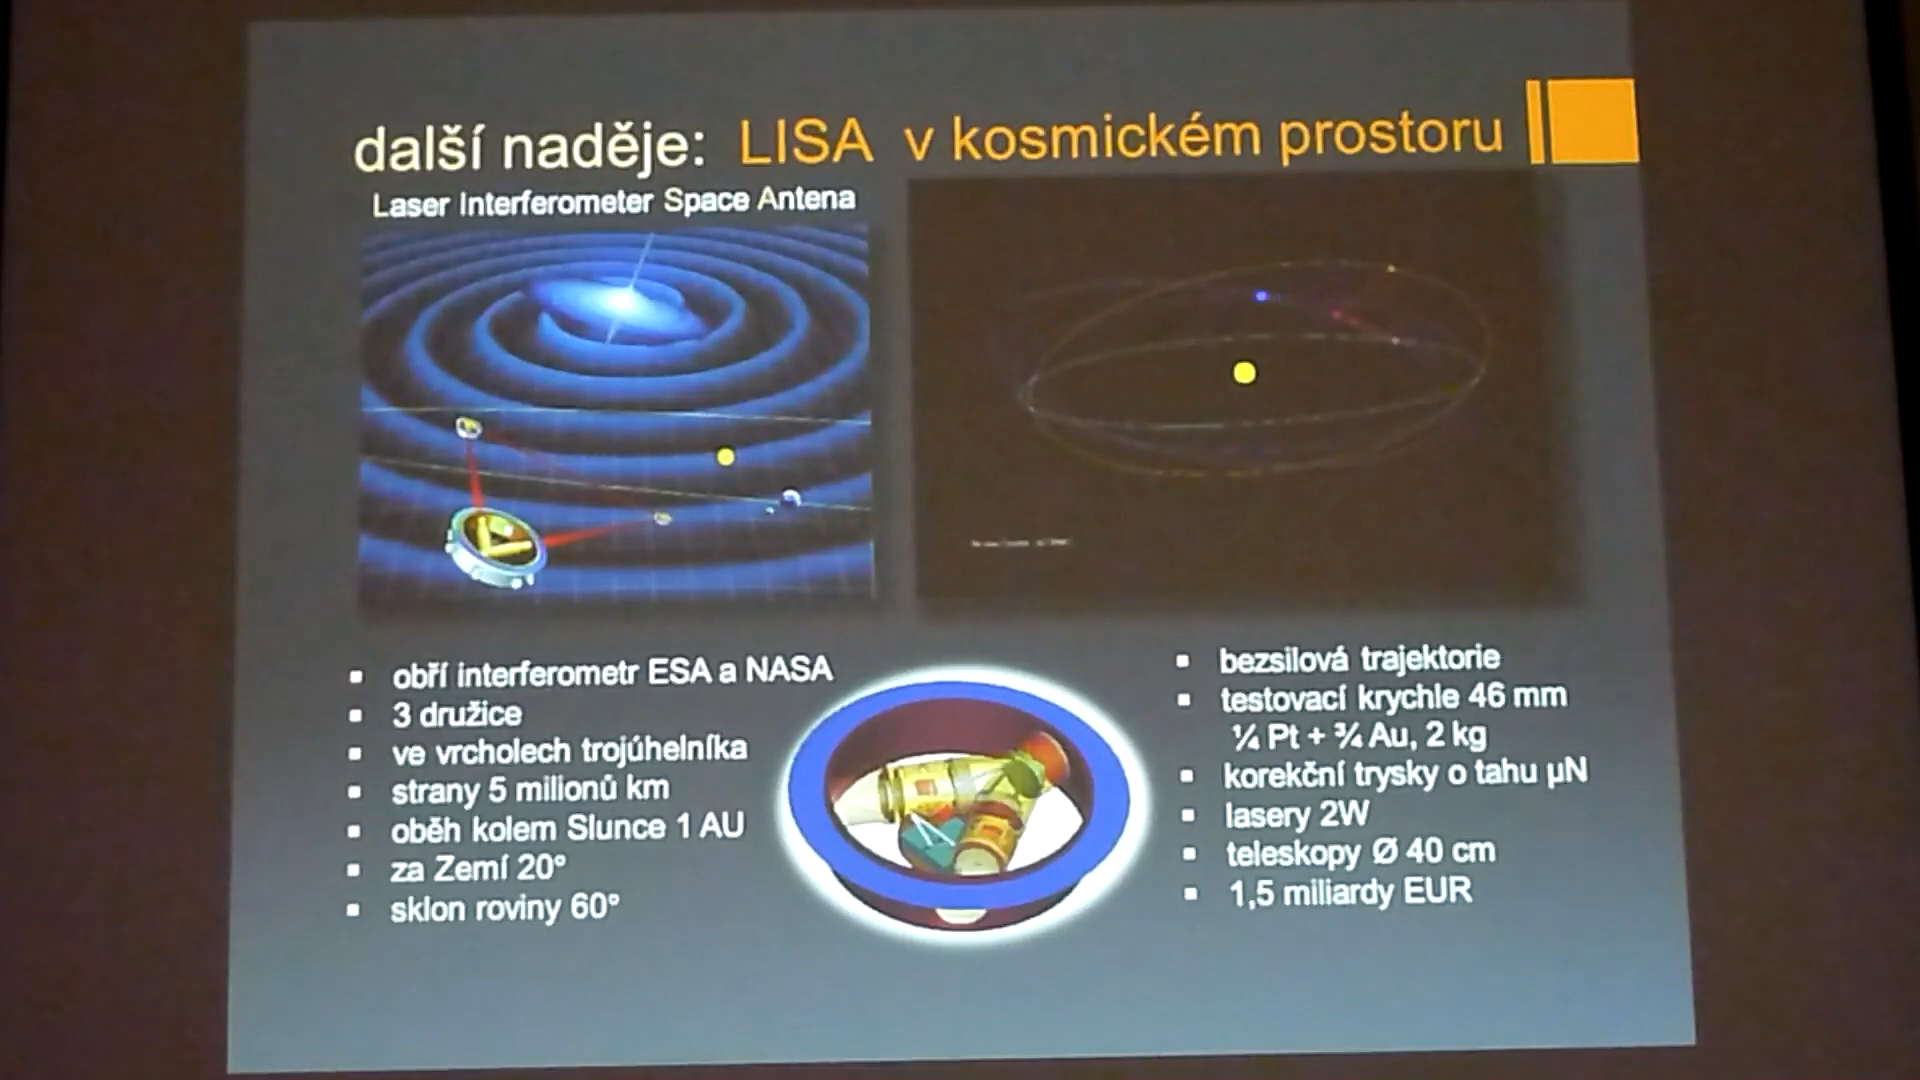 další naděje: LISA v kosmickém prostoru
Laser Interferometer Space Antena
▪ obří interferometr ESA a NASA
▪ 3 družice
▪ ve vrcholech trojúhelníka
▪ strany 5 milionů km
▪ oběh kolem Slunce 1 AU
▪ za Zemí 20°
▪ sklon roviny 60°
▪ bezsilová trajektorie
▪ testovací krychle 46 mm
¼ Pt + ¾ Au, 2 kg
▪ korekční trysky o tahu µN
▪ lasery 2W
▪ teleskopy Ø 40 cm
▪ 1,5 miliardy EUR